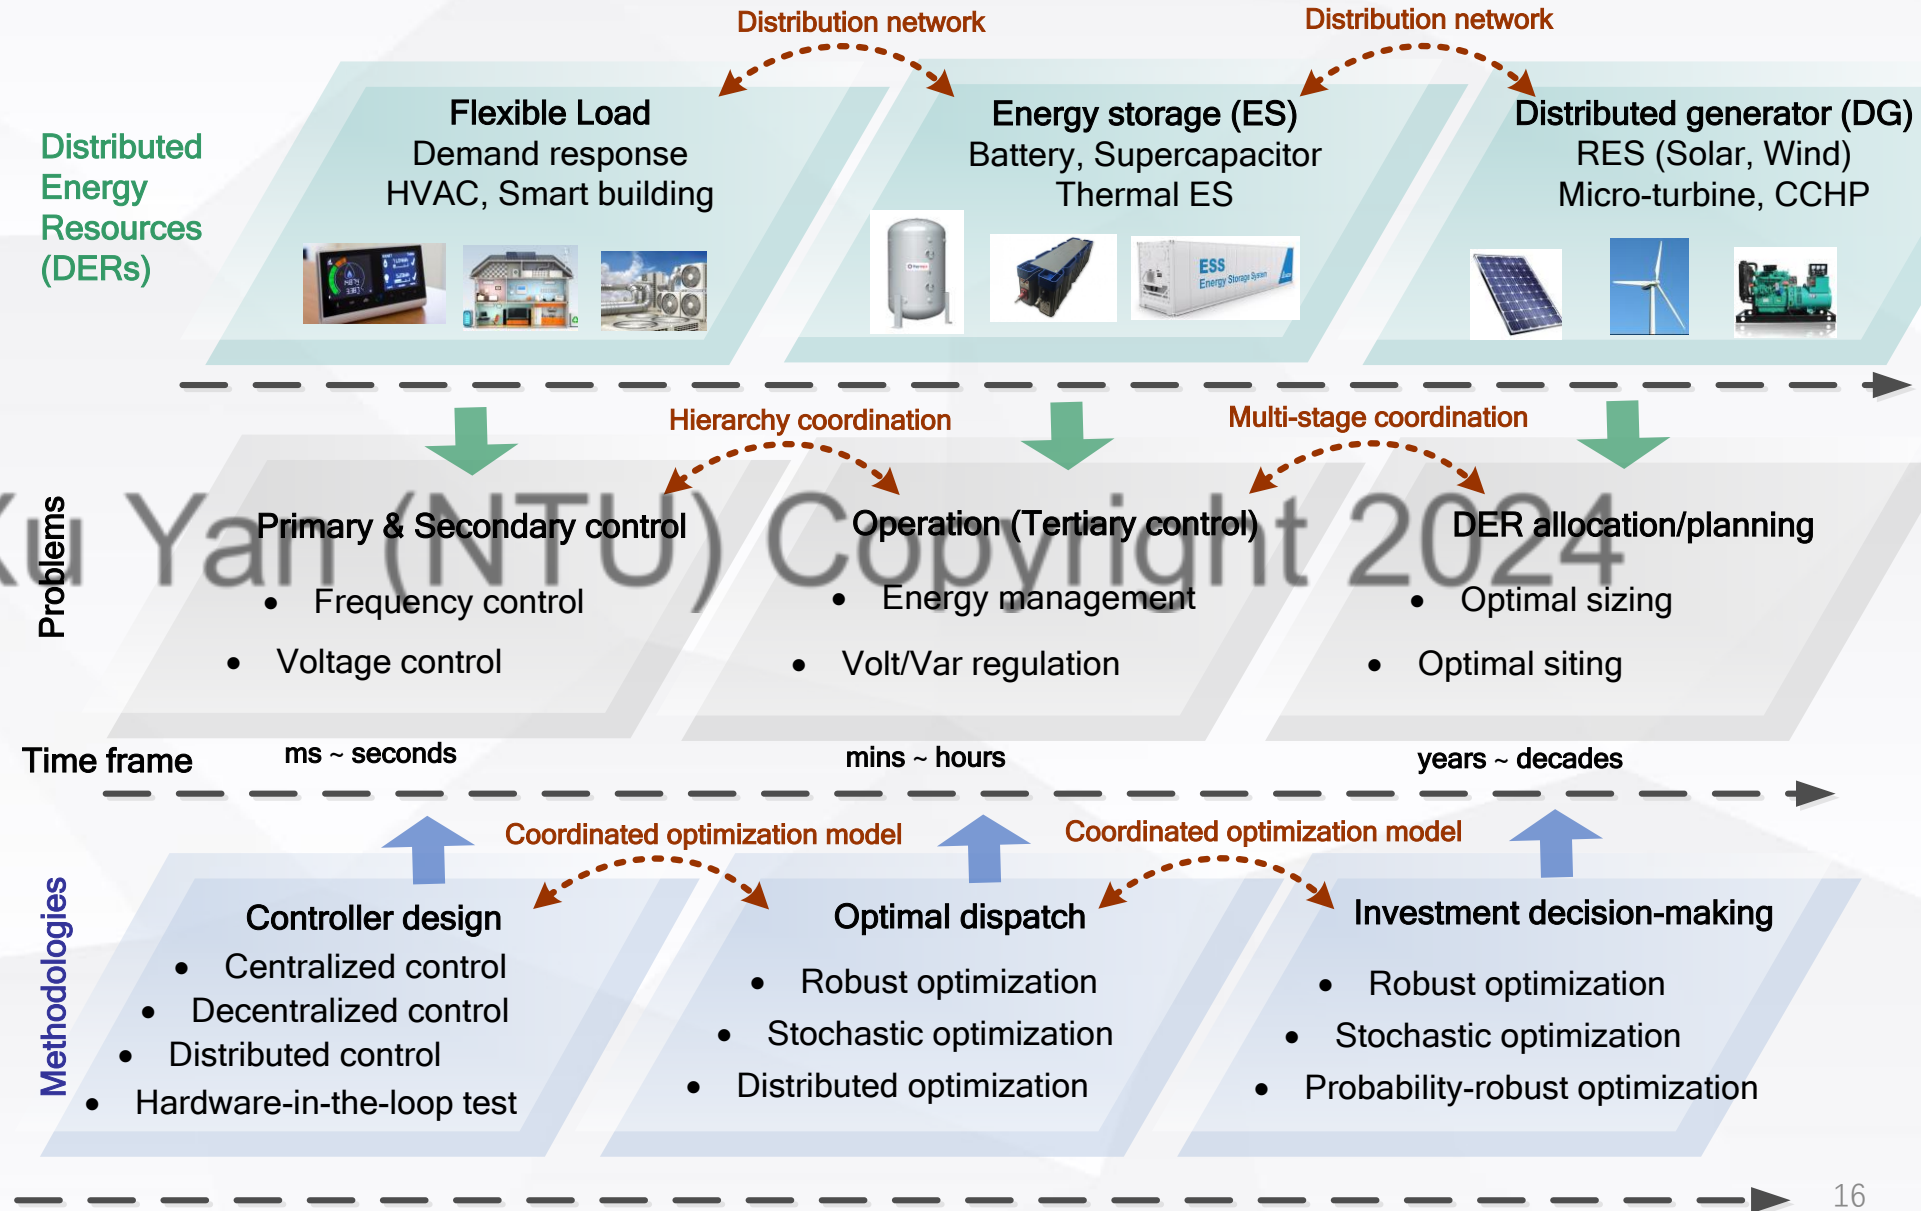 Distribution network
Distribution network
Distributed
Energy
Resources
(DERs)
Flexible Load
Demand response
HVAC, Smart building
Energy storage (ES)
Battery, Supercapacitor
Thermal ES
ESS
Energy Storage System
Distributed generator (DG)
RES (Solar, Wind)
Micro-turbine, CCHP
Hierarchy coordination
Multi-stage coordination
Problems
Xu Yan (NTU) Copyright 2024
Primary & Secondary control
• Frequency control
• Voltage control
Operation (Tertiary control)
• Energy management
• Volt/Var regulation
DER allocation/planning
• Optimal sizing
• Optimal siting
Time frame
ms ~ seconds
mins ~ hours
years ~ decades
Coordinated optimization model
Coordinated optimization model
Methodologies
Controller design
• Centralized control
• Decentralized control
• Distributed control
• Hardware-in-the-loop test
Optimal dispatch
• Robust optimization
• Stochastic optimization
• Distributed optimization
Investment decision-making
• Robust optimization
• Stochastic optimization
• Probability-robust optimization
16